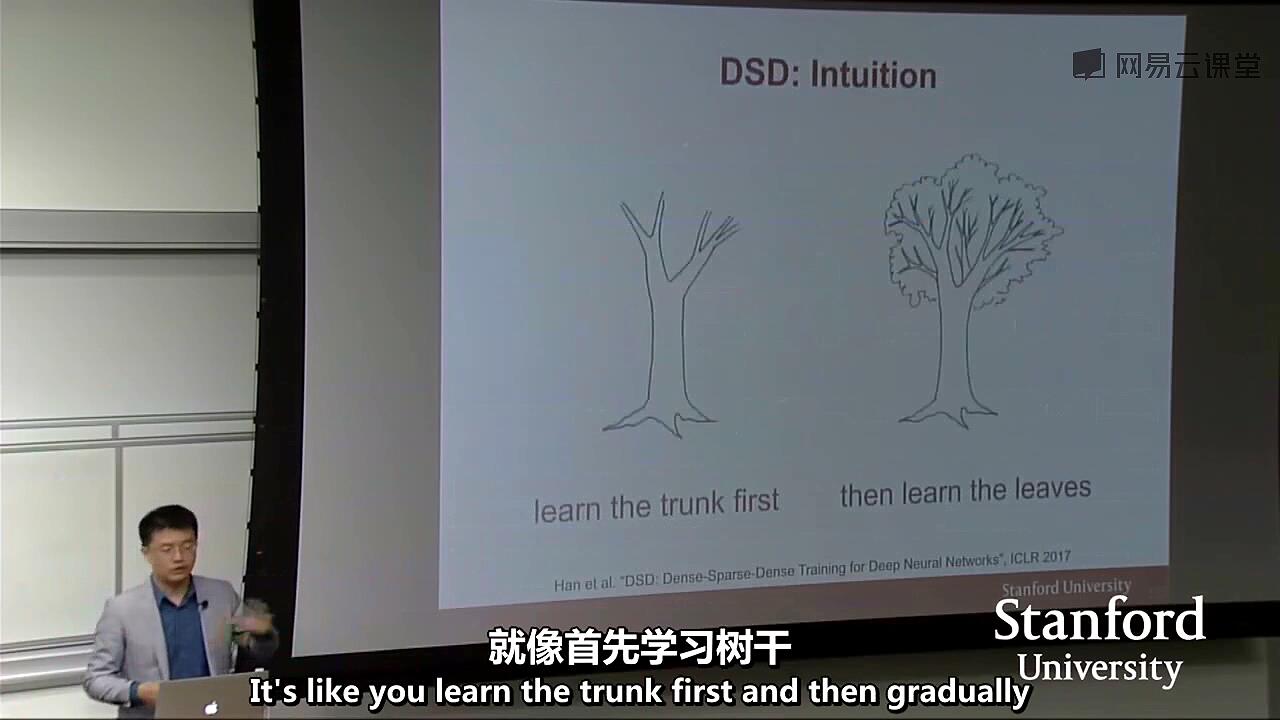 DSD: Intuition
网易云课堂
learn the trunk first
then learn the leaves
Han et al. "DSD: Dense-Sparse-Dense Training for Deep Neural Networks", ICLR 2017
Stanford University
Stanford
University
就像首先学习树干
It's like you learn the trunk first and then gradually